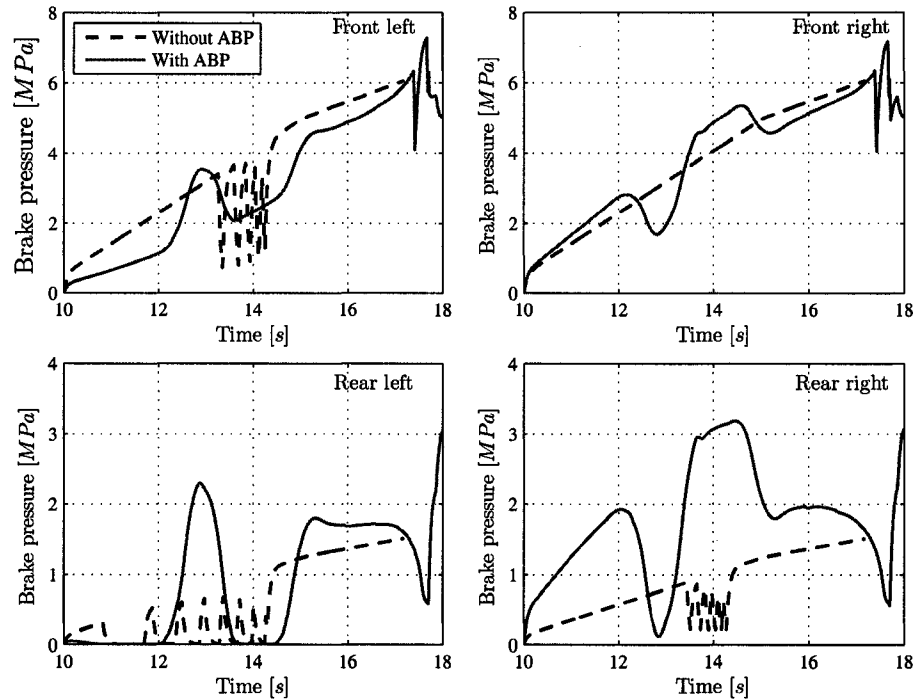 Front left
Without ABP
With ABP
Brake pressure [MPa]
8
6
4
2
0
10 12 14 16 18
Time [s]
Front right
Brake pressure [MPa]
8
6
4
2
0
10 12 14 16 18
Time [s]
Rear left
Brake pressure [MPa]
4
3
2
1
0
10 12 14 16 18
Time [s]
Rear right
Brake pressure [MPa]
4
3
2
1
0
10 12 14 16 18
Time [s]